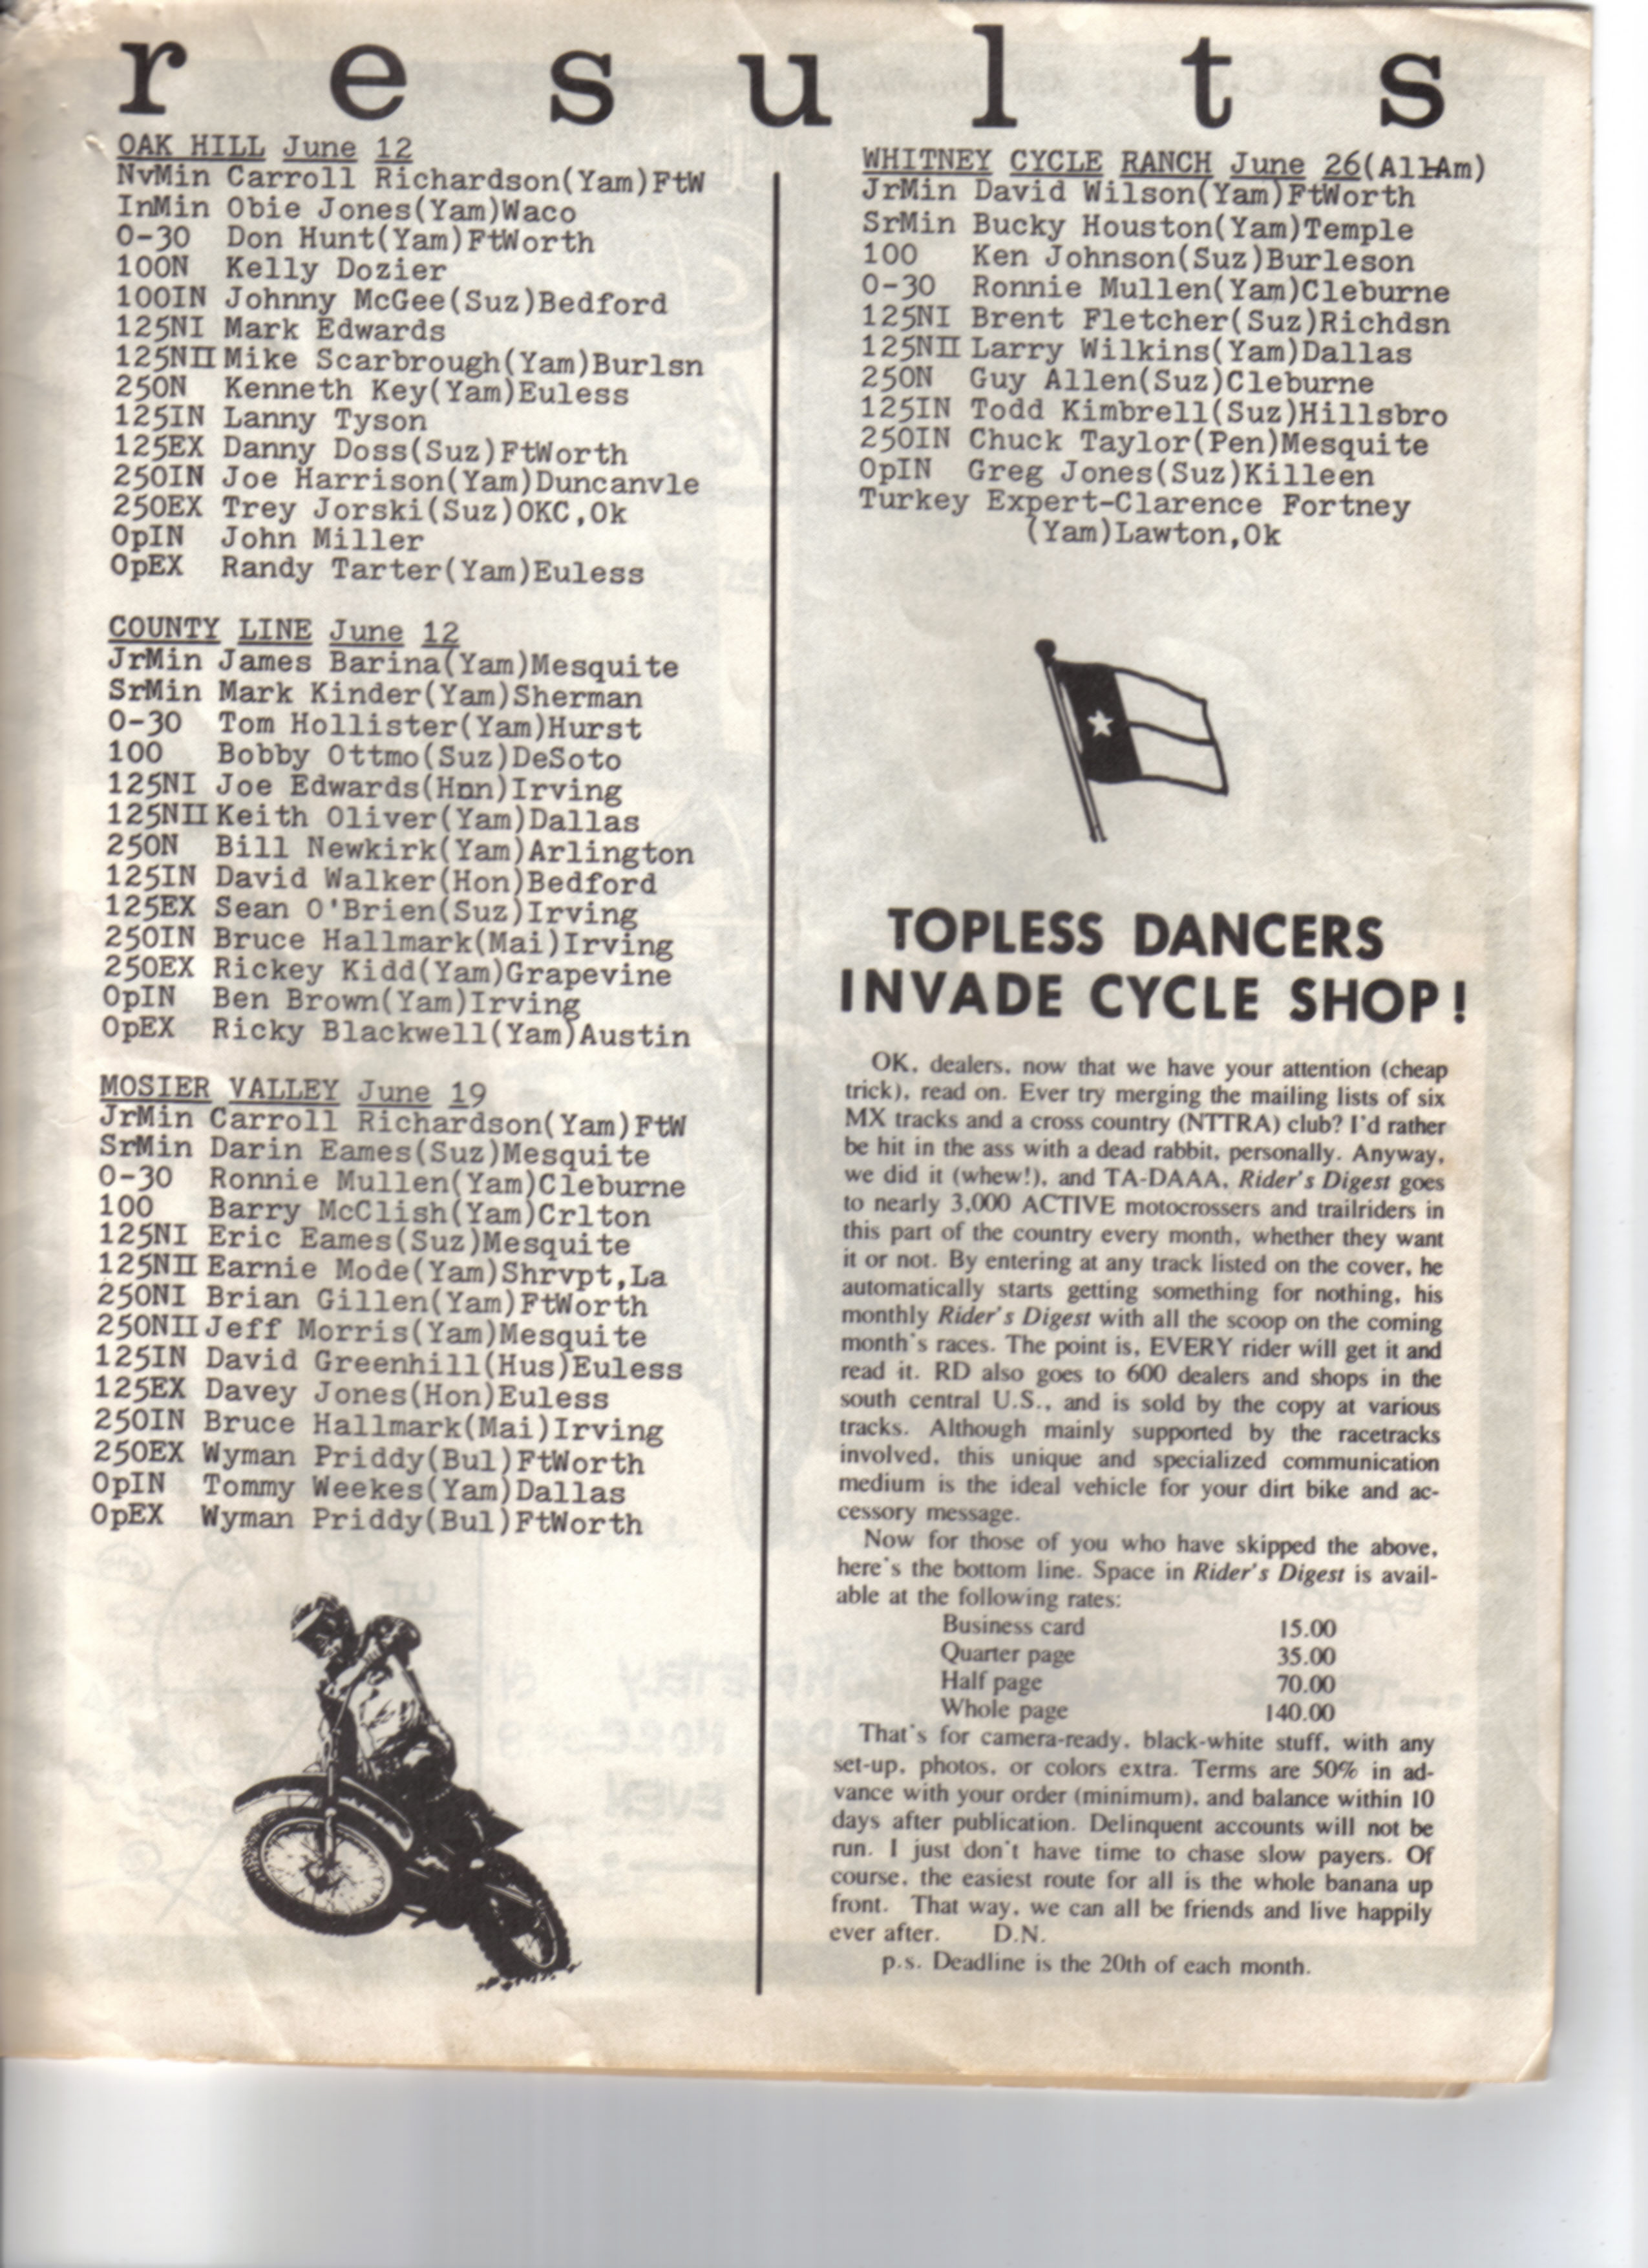 results
OAK HILL June 12
NvMin Carroll Richardson(Yam)FtW
InMin Obie Jones(Yam)Waco
0-30 Don Hunt(Yam)FtWorth
100N Kelly Dozier
100IN Johnny McGee(Suz)Bedford
125NI Mark Edwards
125NII Mike Scarbrough(Yam)Burlsn
250N Kenneth Key(Yam)Euless
125IN Lanny Tyson
125EX Danny Doss(Suz)FtWorth
250IN Joe Harrison(Yam)Duncanvle
250EX Trey Jorski(Suz)OKC,Ok
OpIN John Miller
OpEX Randy Tarter(Yam)Euless
COUNTY LINE June 12
JrMin James Barina(Yam)Mesquite
SrMin Mark Kinder(Yam)Sherman
0-30 Tom Hollister(Yam)Hurst
100 Bobby Ottmo(Suz)DeSoto
125NI Joe Edwards(Hnn)Irving
125NII Keith Oliver(Yam)Dallas
250N Bill Newkirk(Yam)Arlington
125IN David Walker(Hon)Bedford
125EX Sean O'Brien(Suz)Irving
250IN Bruce Hallmark(Mai)Irving
250EX Rickey Kidd(Yam)Grapevine
OpIN Ben Brown(Yam)Irving
OpEX Ricky Blackwell(Yam)Austin
MOSIER VALLEY June 19
JrMin Carroll Richardson(Yam)FtW
SrMin Darin Eames(Suz)Mesquite
0-30 Ronnie Mullen(Yam)Cleburne
100 Barry McClish(Yam)Crlton
125NI Eric Eames(Suz)Mesquite
125NII Earnie Mode(Yam)Shrvpt,La
250NI Brian Gillen(Yam)FtWorth
250NII Jeff Morris(Yam)Mesquite
125IN David Greenhill(Hus)Euless
125EX Davey Jones(Hon)Euless
250IN Bruce Hallmark(Mai)Irving
250EX Wyman Priddy(Bul)FtWorth
OpIN Tommy Weekes(Yam)Dallas
OpEX Wyman Priddy(Bul)FtWorth
WHITNEY CYCLE RANCH June 26(All-Am)
JrMin David Wilson(Yam)FtWorth
SrMin Bucky Houston(Yam)Temple
100 Ken Johnson(Suz)Burleson
0-30 Ronnie Mullen(Yam)Cleburne
125NI Brent Fletcher(Suz)Richdsn
125NII Larry Wilkins(Yam)Dallas
250N Guy Allen(Suz)Cleburne
125IN Todd Kimbrell(Suz)Hillsbro
250IN Chuck Taylor(Pen)Mesquite
OpIN Greg Jones(Suz)Killeen
Turkey Expert-Clarence Fortney
(Yam)Lawton,Ok
TOPLESS DANCERS
INVADE CYCLE SHOP!
OK, dealers, now that we have your attention (cheap
trick), read on. Ever try merging the mailing lists of six
MX tracks and a cross country (NTTRA) club? I'd rather
be hit in the ass with a dead rabbit, personally. Anyway,
we did it (whew!), and TA-DAAA, Rider's Digest goes
to nearly 3,000 ACTIVE motocrossers and trailriders in
this part of the country every month, whether they want
it or not. By entering at any track listed on the cover, he
automatically starts getting something for nothing, his
monthly Rider's Digest with all the scoop on the coming
month's races. The point is, EVERY rider will get it and
read it. RD also goes to 600 dealers and shops in the
south central U.S., and is sold by the copy at various
tracks. Although mainly supported by the racetracks
involved, this unique and specialized communication
medium is the ideal vehicle for your dirt bike and ac-
cessory message.
Now for those of you who have skipped the above,
here's the bottom line. Space in Rider's Digest is avail-
able at the following rates:
Business card 15.00
Quarter page 35.00
Half page 70.00
Whole page 140.00
That's for camera-ready, black-white stuff, with any
set-up, photos, or colors extra. Terms are 50% in ad-
vance with your order (minimum), and balance within 10
days after publication. Delinquent accounts will not be
run. I just don't have time to chase slow payers. Of
course, the easiest route for all is the whole banana up
front. That way, we can all be friends and live happily
ever after. D.N.
p.s. Deadline is the 20th of each month.